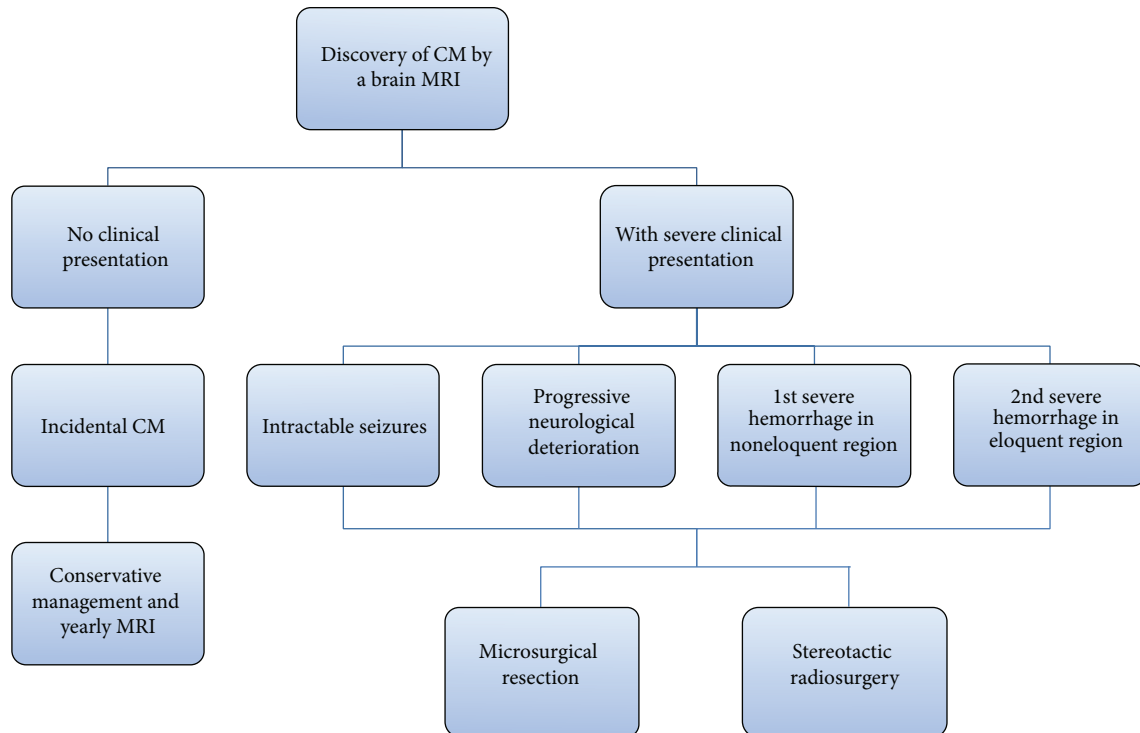 Discovery of CM by
a brain MRI
No clinical
presentation
With severe clinical
presentation
Incidental CM
Intractable seizures
Progressive
neurological
deterioration
1st severe
hemorrhage in
noneloquent region
2nd severe
hemorrhage in
eloquent region
Conservative
management and
yearly MRI
Microsurgical
resection
Stereotactic
radiosurgery